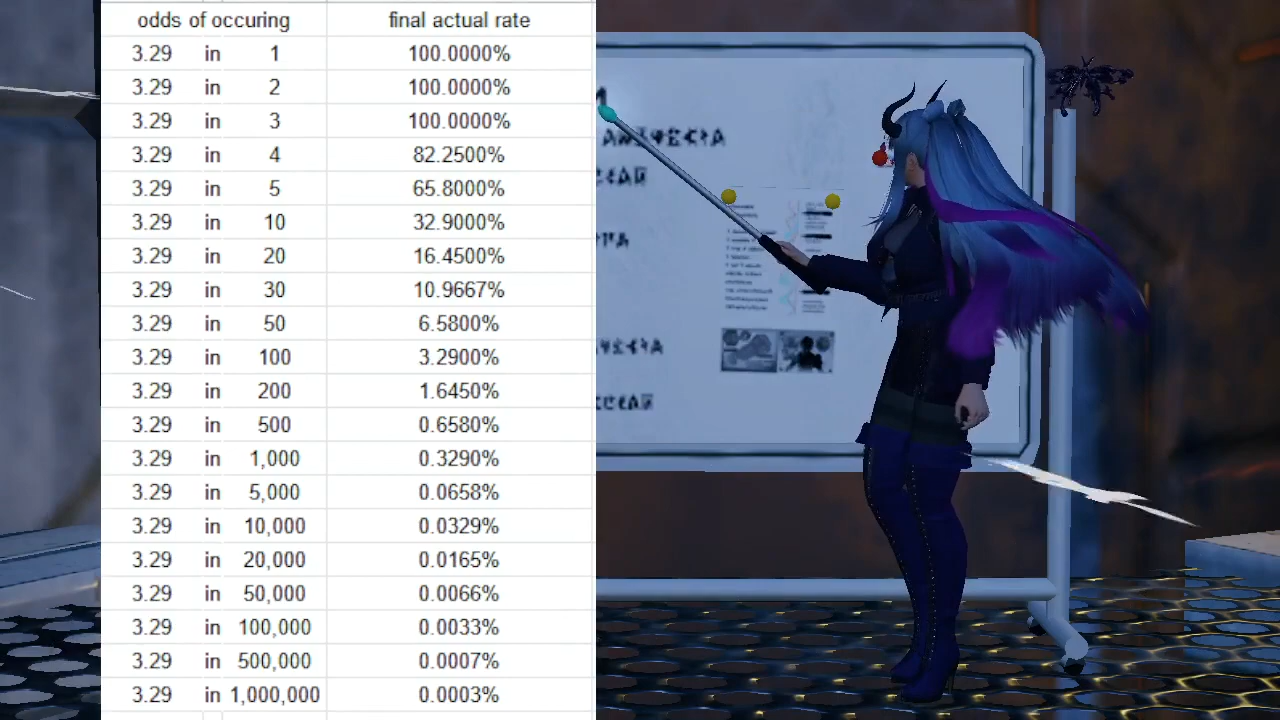 odds of occuring final actual rate
3.29 in 1 100.0000%
3.29 in 2 100.0000%
3.29 in 3 100.0000%
3.29 in 4 82.2500%
3.29 in 5 65.8000%
3.29 in 10 32.9000%
3.29 in 20 16.4500%
3.29 in 30 10.9667%
3.29 in 50 6.5800%
3.29 in 100 3.2900%
3.29 in 200 1.6450%
3.29 in 500 0.6580%
3.29 in 1,000 0.3290%
3.29 in 5,000 0.0658%
3.29 in 10,000 0.0329%
3.29 in 20,000 0.0165%
3.29 in 50,000 0.0066%
3.29 in 100,000 0.0033%
3.29 in 500,000 0.0007%
3.29 in 1,000,000 0.0003%